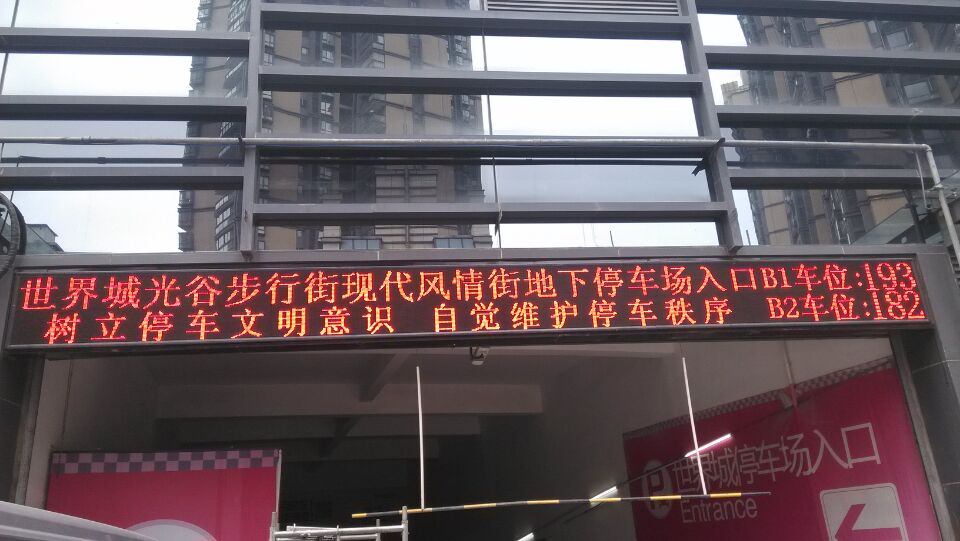 世界城光谷步行街现代风情街地下停车场入口B1车位:193
树立停车文明意识 自觉维护停车秩序 B2车位:182
P 世界城停车场入口
Entrance